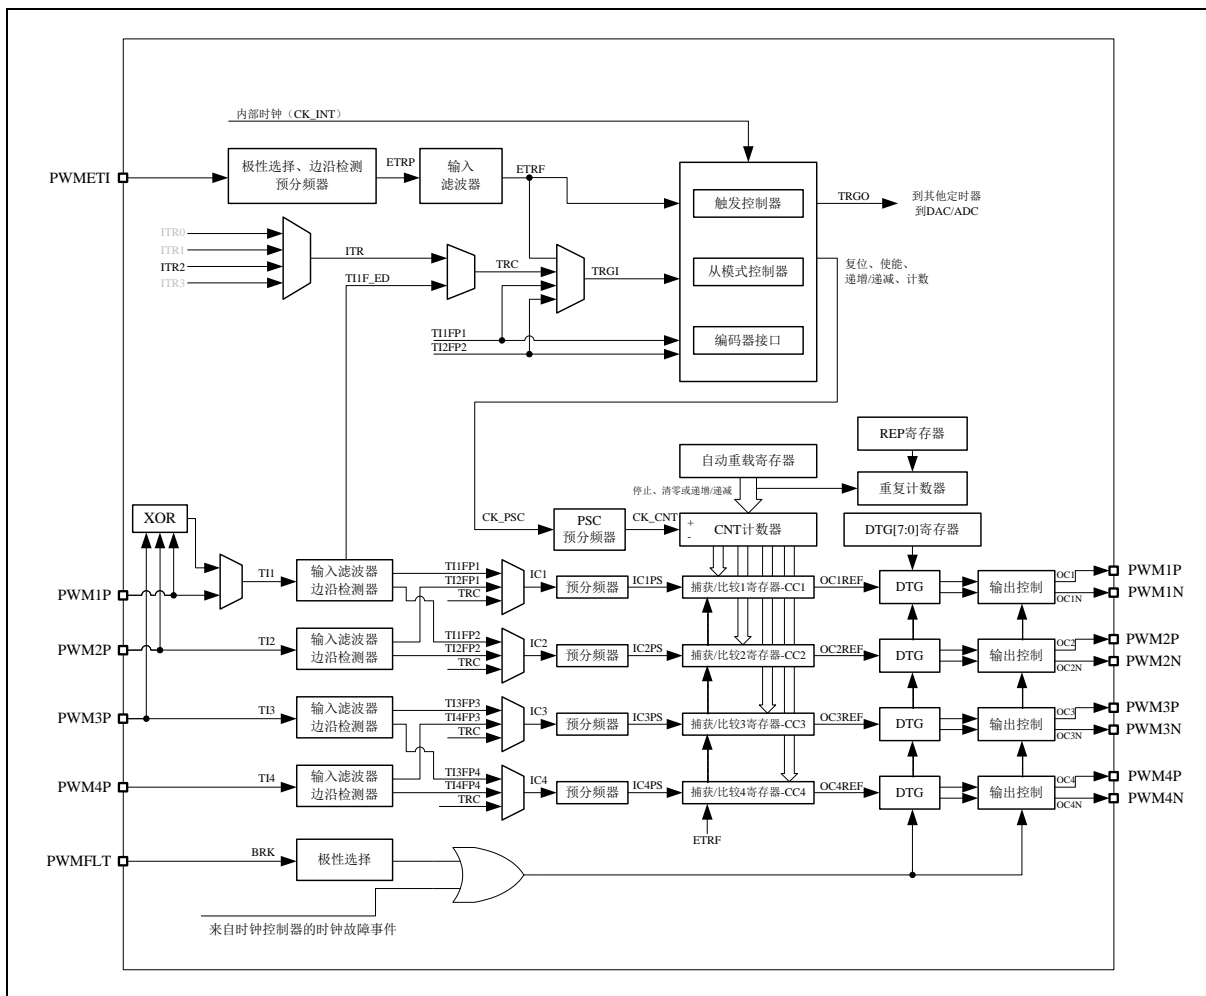 内部时钟（CK_INT）
PWMETI
极性选择、边沿检测
预分频器
ETRP
输入
滤波器
ETRF
触发控制器
TRGO
到其他定时器
到DAC/ADC
ITR0
ITR1
ITR2
ITR3
ITR
TI1F_ED
TRC
TRGI
从模式控制器
复位、使能、
递增/递减、计数
TI1FP1
TI2FP2
编码器接口
REP寄存器
自动重载寄存器
停止、清零或递增/递减
重复计数器
XOR
CK_PSC
PSC
预分频器
CK_CNT
+
-
CNT计数器
DTG[7:0]寄存器
PWM1P
TI1
输入滤波器
边沿检测器
TI1FP1
TI2FP1
TRC
IC1
预分频器
IC1PS
捕获/比较1寄存器-CC1
OC1REF
DTG
输出控制
OC1
OC1N
PWM1P
PWM1N
PWM2P
TI2
输入滤波器
边沿检测器
TI1FP2
TI2FP2
TRC
IC2
预分频器
IC2PS
捕获/比较2寄存器-CC2
OC2REF
DTG
输出控制
OC2
OC2N
PWM2P
PWM2N
PWM3P
TI3
输入滤波器
边沿检测器
TI3FP3
TI4FP3
TRC
IC3
预分频器
IC3PS
捕获/比较3寄存器-CC3
OC3REF
DTG
输出控制
OC3
OC3N
PWM3P
PWM3N
PWM4P
TI4
输入滤波器
边沿检测器
TI3FP4
TI4FP4
TRC
IC4
预分频器
IC4PS
捕获/比较4寄存器-CC4
OC4REF
DTG
输出控制
OC4
OC4N
PWM4P
PWM4N
ETRF
PWMFLT
BRK
极性选择
来自时钟控制器的时钟故障事件